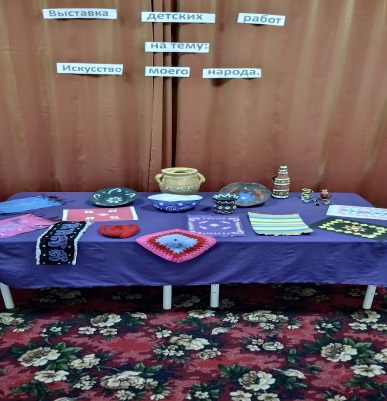 Выставка детских работ
на тему:
Искусство моего народа.